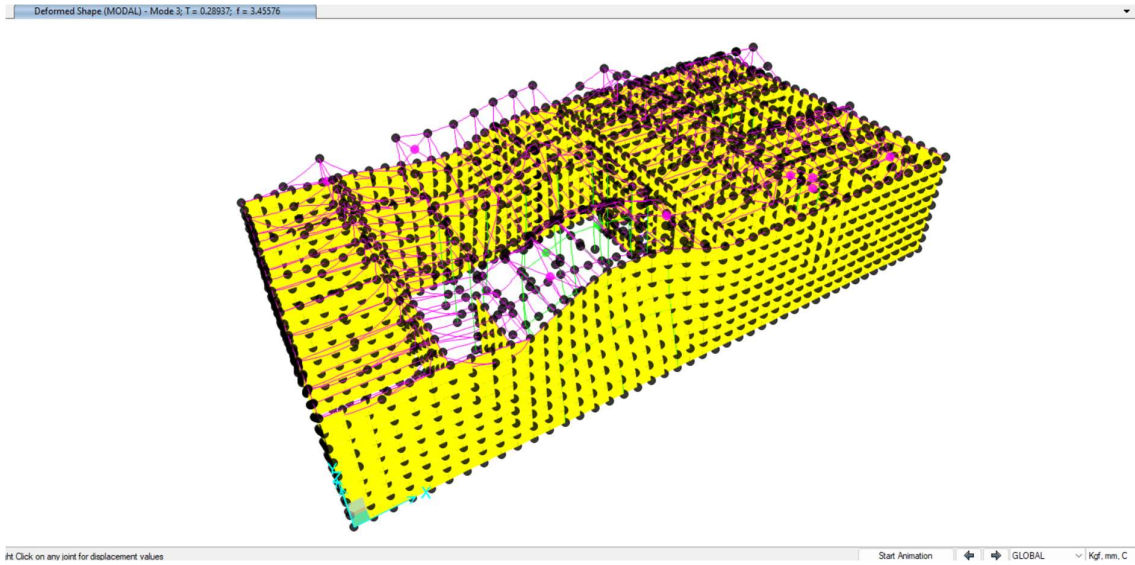 Deformed Shape (MODAL) - Mode 3; T = 0.28937; f = 3.45576
ht Click on any joint for displacement values
Start Animation
GLOBAL
Kgf, mm, C